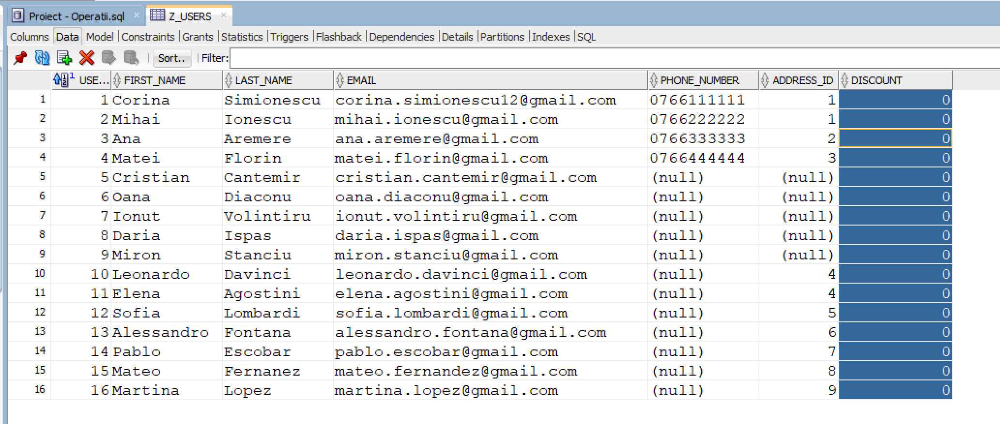 Proiect - Operatii.sql Z_USERS
Columns Data Model Constraints Grants Statistics Triggers Flashback Dependencies Details Partitions Indexes SQL
Sort.. Filter:
USE... FIRST_NAME LAST_NAME EMAIL PHONE_NUMBER ADDRESS_ID DISCOUNT
1 1 Corina Simionescu corina.simionescu12@gmail.com 0766111111 1 0
2 2 Mihai Ionescu mihai.ionescu@gmail.com 0766222222 1 0
3 3 Ana Aremere ana.aremere@gmail.com 0766333333 2 0
4 4 Matei Florin matei.florin@gmail.com 0766444444 3 0
5 5 Cristian Cantemir cristian.cantemir@gmail.com (null) (null) 0
6 6 Oana Diaconu oana.diaconu@gmail.com (null) (null) 0
7 7 Ionut Volintiru ionut.volintiru@gmail.com (null) (null) 0
8 8 Daria Ispas daria.ispas@gmail.com (null) (null) 0
9 9 Miron Stanciu miron.stanciu@gmail.com (null) (null) 0
10 10 Leonardo Davinci leonardo.davinci@gmail.com (null) 4 0
11 11 Elena Agostini elena.agostini@gmail.com (null) 4 0
12 12 Sofia Lombardi sofia.lombardi@gmail.com (null) 5 0
13 13 Alessandro Fontana alessandro.fontana@gmail.com (null) 6 0
14 14 Pablo Escobar pablo.escobar@gmail.com (null) 7 0
15 15 Mateo Fernanez mateo.fernandez@gmail.com (null) 8 0
16 16 Martina Lopez martina.lopez@gmail.com (null) 9 0